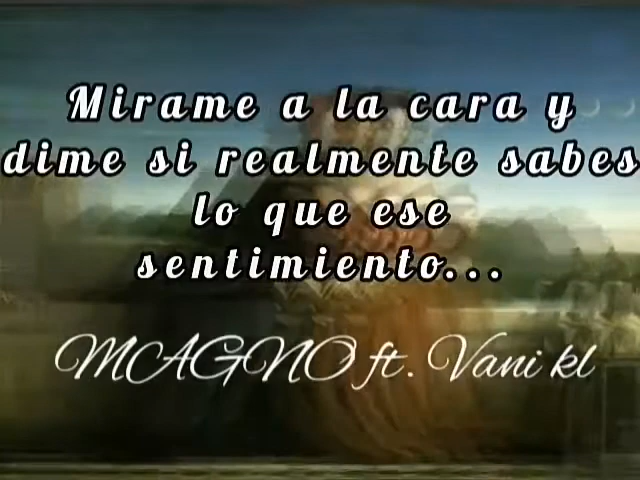 Mirame a la cara y
dime si realmente sabes
lo que ese
sentimiento...
MAGNO ft. Vani kl